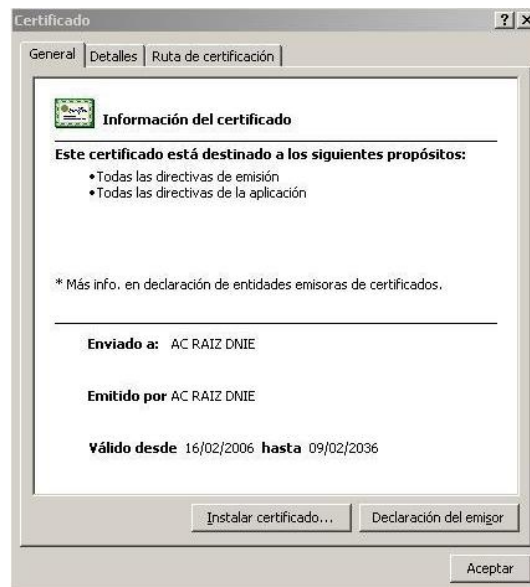 Certificado
General Detalles Ruta de certificación
Información del certificado
Este certificado está destinado a los siguientes propósitos:
•Todas las directivas de emisión
•Todas las directivas de la aplicación
* Más info. en declaración de entidades emisoras de certificados.
Enviado a: AC RAIZ DNIE
Emitido por AC RAIZ DNIE
Válido desde 16/02/2006 hasta 09/02/2036
Instalar certificado... Declaración del emisor
Aceptar